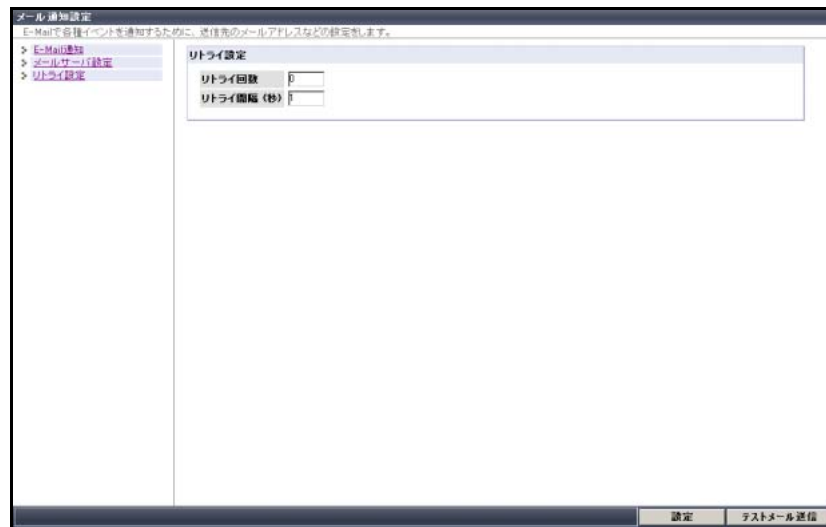 メール通知設定
E-Mailで各種イベントを通知するために、送信先のメールアドレスなどの設定をします。
E-Mail通知
メールサーバ設定
リトライ設定
リトライ設定
リトライ回数 0
リトライ間隔（秒） 1
設定 テストメール送信